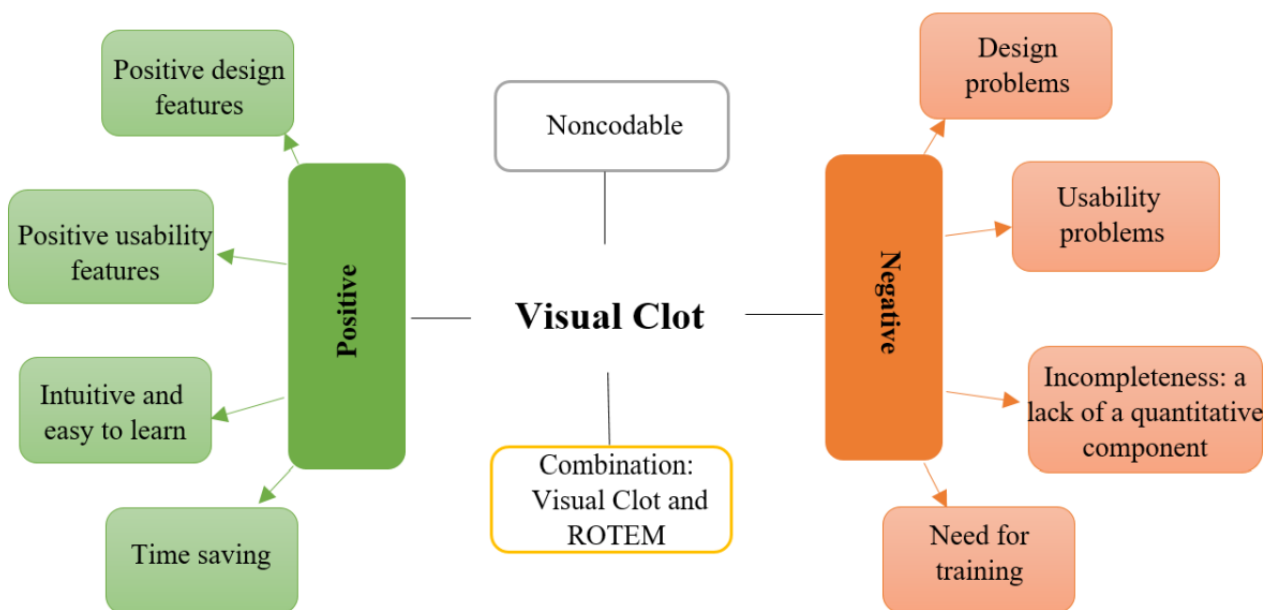 Positive design
features
Positive usability
features
Intuitive and
easy to learn
Time saving
Positive
Noncodable
Visual Clot
Combination:
Visual Clot and
ROTEM
Negative
Design
problems
Usability
problems
Incompleteness: a
lack of a quantitative
component
Need for
training